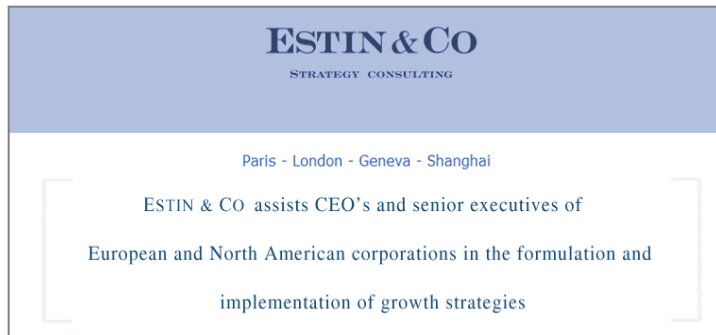 ESTIN & CO
STRATEGY CONSULTING
Paris - London - Geneva - Shanghai
ESTIN & CO assists CEO's and senior executives of
European and North American corporations in the formulation and
implementation of growth strategies